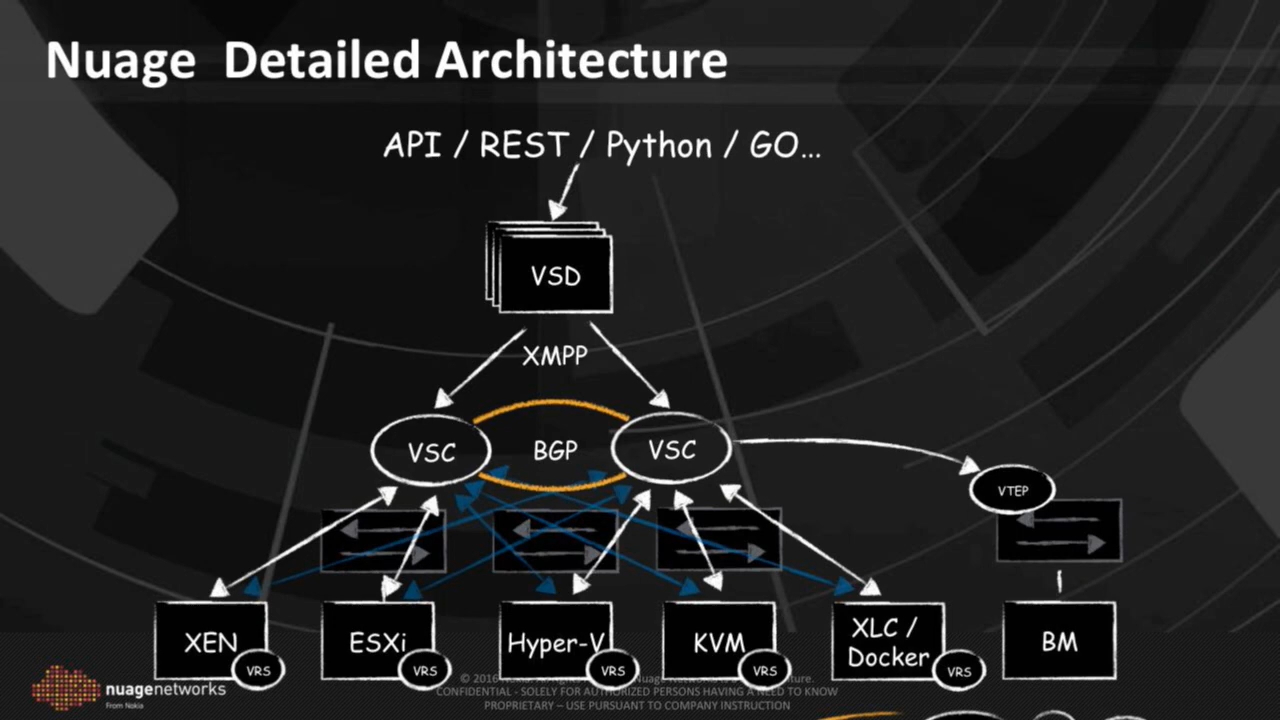 Nuage Detailed Architecture
API / REST / Python / GO...
VSD
XMPP
VSC
BGP
VSC
VTEP
XEN
ESXi
Hyper-V
KVM
XLC /
Docker
BM
VRS
VRS
VRS
VRS
VRS
nuagenetworks
From Nokia
© 2016 Nuage
CONFIDENTIAL - SOLELY FOR AUTHORIZED PERSONS HAVING A NEED TO KNOW
PROPRIETARY – USE PURSUANT TO COMPANY INSTRUCTION